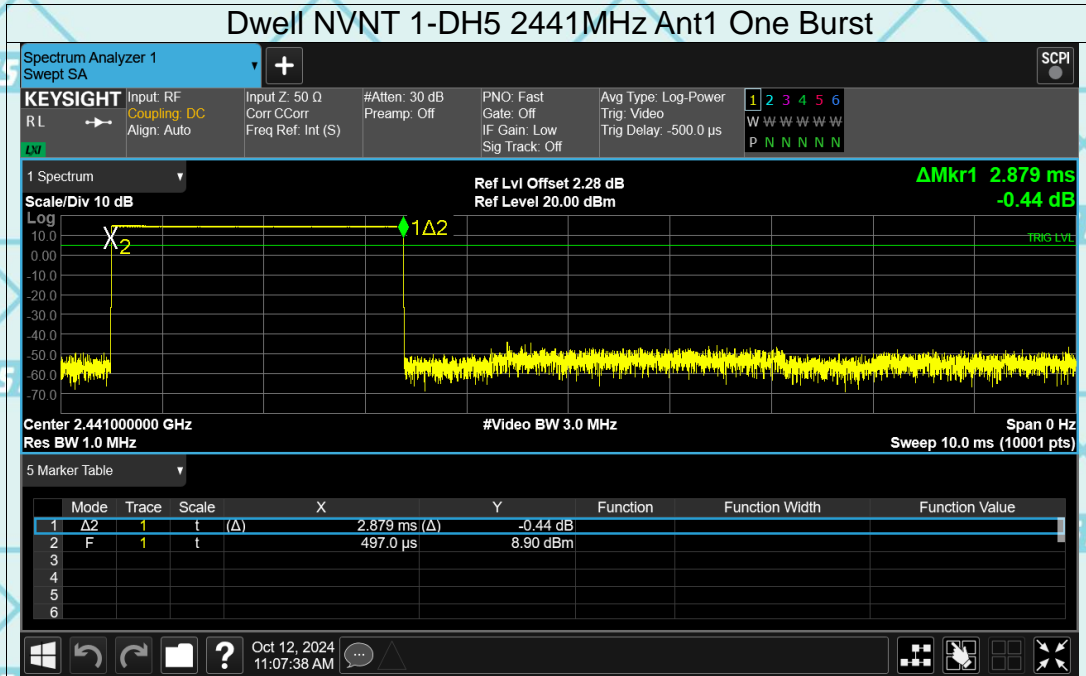 Dwell NVNT 1-DH5 2441MHz Ant1 One Burst
Spectrum Analyzer 1
Swept SA
+
SCPI
KEYSIGHT
R L
LXI
Input: RF
Coupling: DC
Align: Auto
Input Z: 50 Ω
Corr CCorr
Freq Ref: Int (S)
#Atten: 30 dB
Preamp: Off
PNO: Fast
Gate: Off
IF Gain: Low
Sig Track: Off
Avg Type: Log-Power
Trig: Video
Trig Delay: -500.0 µs
1 2 3 4 5 6
W W W W W W
P N N N N N
1 Spectrum
Scale/Div 10 dB
Ref Lvl Offset 2.28 dB
Ref Level 20.00 dBm
ΔMkr1 2.879 ms
-0.44 dB
Log
10.0
0.00
-10.0
-20.0
-30.0
-40.0
-50.0
-60.0
-70.0
X2
1Δ2
TRIG LVL
Center 2.441000000 GHz
Res BW 1.0 MHz
#Video BW 3.0 MHz
Span 0 Hz
Sweep 10.0 ms (10001 pts)
5 Marker Table
Mode Trace Scale X Y Function Function Width Function Value
1 Δ2 1 t (Δ) 2.879 ms (Δ) -0.44 dB
2 F 1 t 497.0 µs 8.90 dBm
3
4
5
6
?
Oct 12, 2024
11:07:38 AM